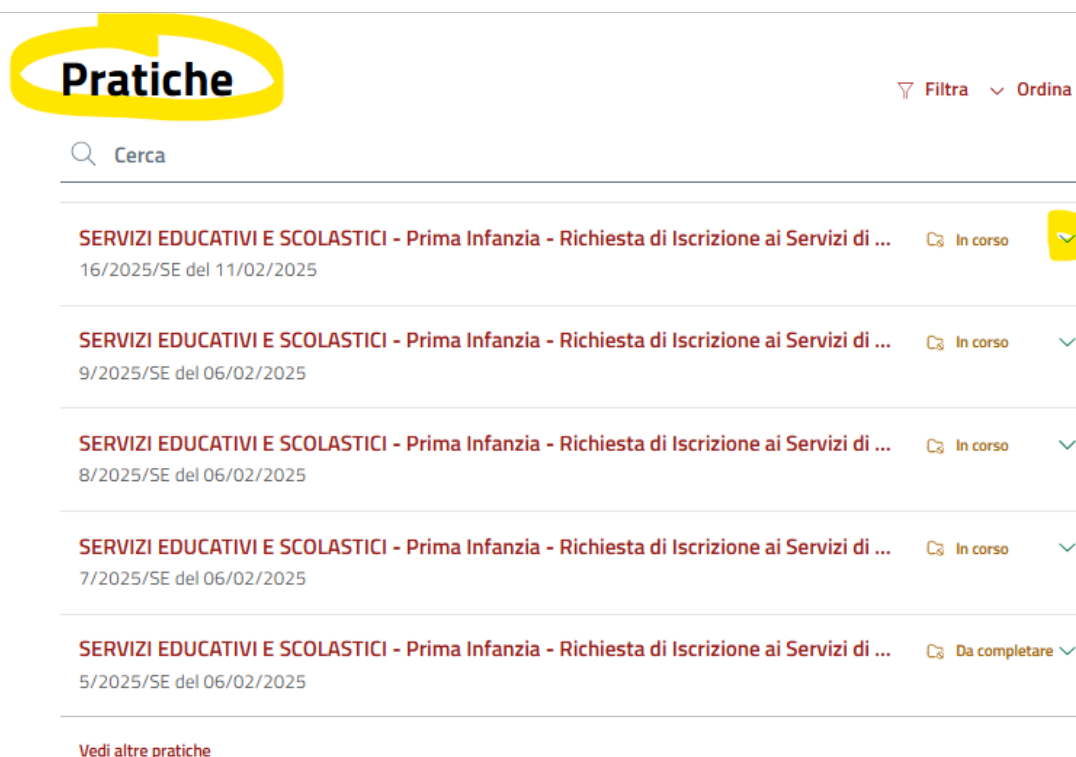 Pratiche
Filtra Ordina
Cerca
SERVIZI EDUCATIVI E SCOLASTICI - Prima Infanzia - Richiesta di Iscrizione ai Servizi di ... In corso
16/2025/SE del 11/02/2025
SERVIZI EDUCATIVI E SCOLASTICI - Prima Infanzia - Richiesta di Iscrizione ai Servizi di ... In corso
9/2025/SE del 06/02/2025
SERVIZI EDUCATIVI E SCOLASTICI - Prima Infanzia - Richiesta di Iscrizione ai Servizi di ... In corso
8/2025/SE del 06/02/2025
SERVIZI EDUCATIVI E SCOLASTICI - Prima Infanzia - Richiesta di Iscrizione ai Servizi di ... In corso
7/2025/SE del 06/02/2025
SERVIZI EDUCATIVI E SCOLASTICI - Prima Infanzia - Richiesta di Iscrizione ai Servizi di ... Da completare
5/2025/SE del 06/02/2025
Vedi altre pratiche